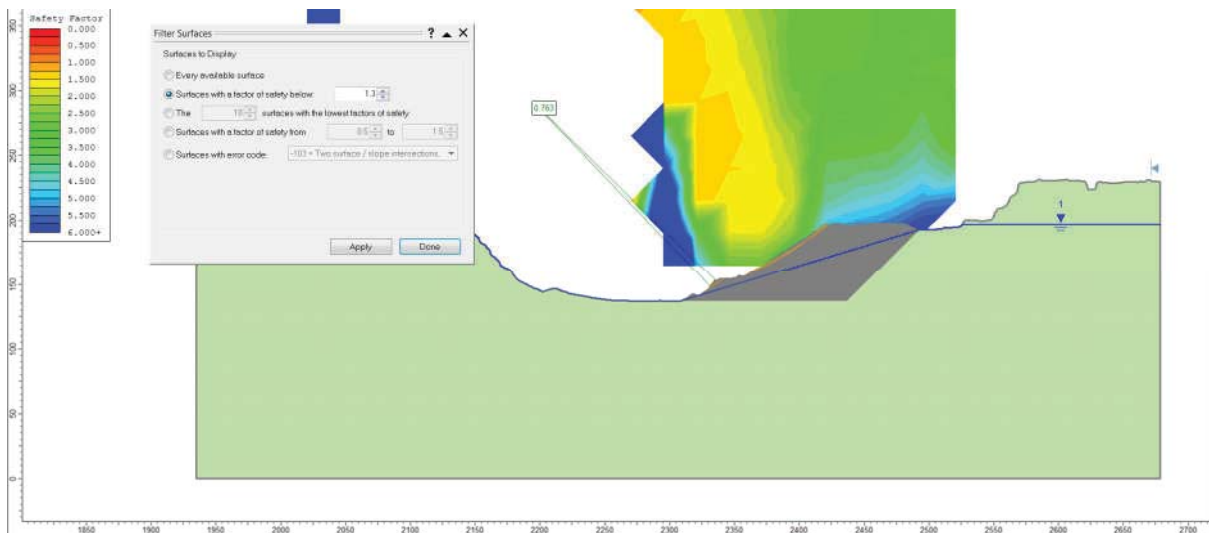 Safety Factor
0.000
0.500
1.000
1.500
2.000
2.500
3.000
3.500
4.000
4.500
5.000
5.500
6.000+
Filter Surfaces
? ▲ X
Surfaces to Display
Every available surface
Surfaces with a factor of safety below: 1.3
The 10 surfaces with the lowest factors of safety
Surfaces with a factor of safety from 0.5 to 1.5
Surfaces with error code: -103 = Two surface / slope intersections,
Apply Done
0.763
1
350
300
250
200
150
100
50
0
1850 1900 1950 2000 2050 2100 2150 2200 2250 2300 2350 2400 2450 2500 2550 2600 2650 2700